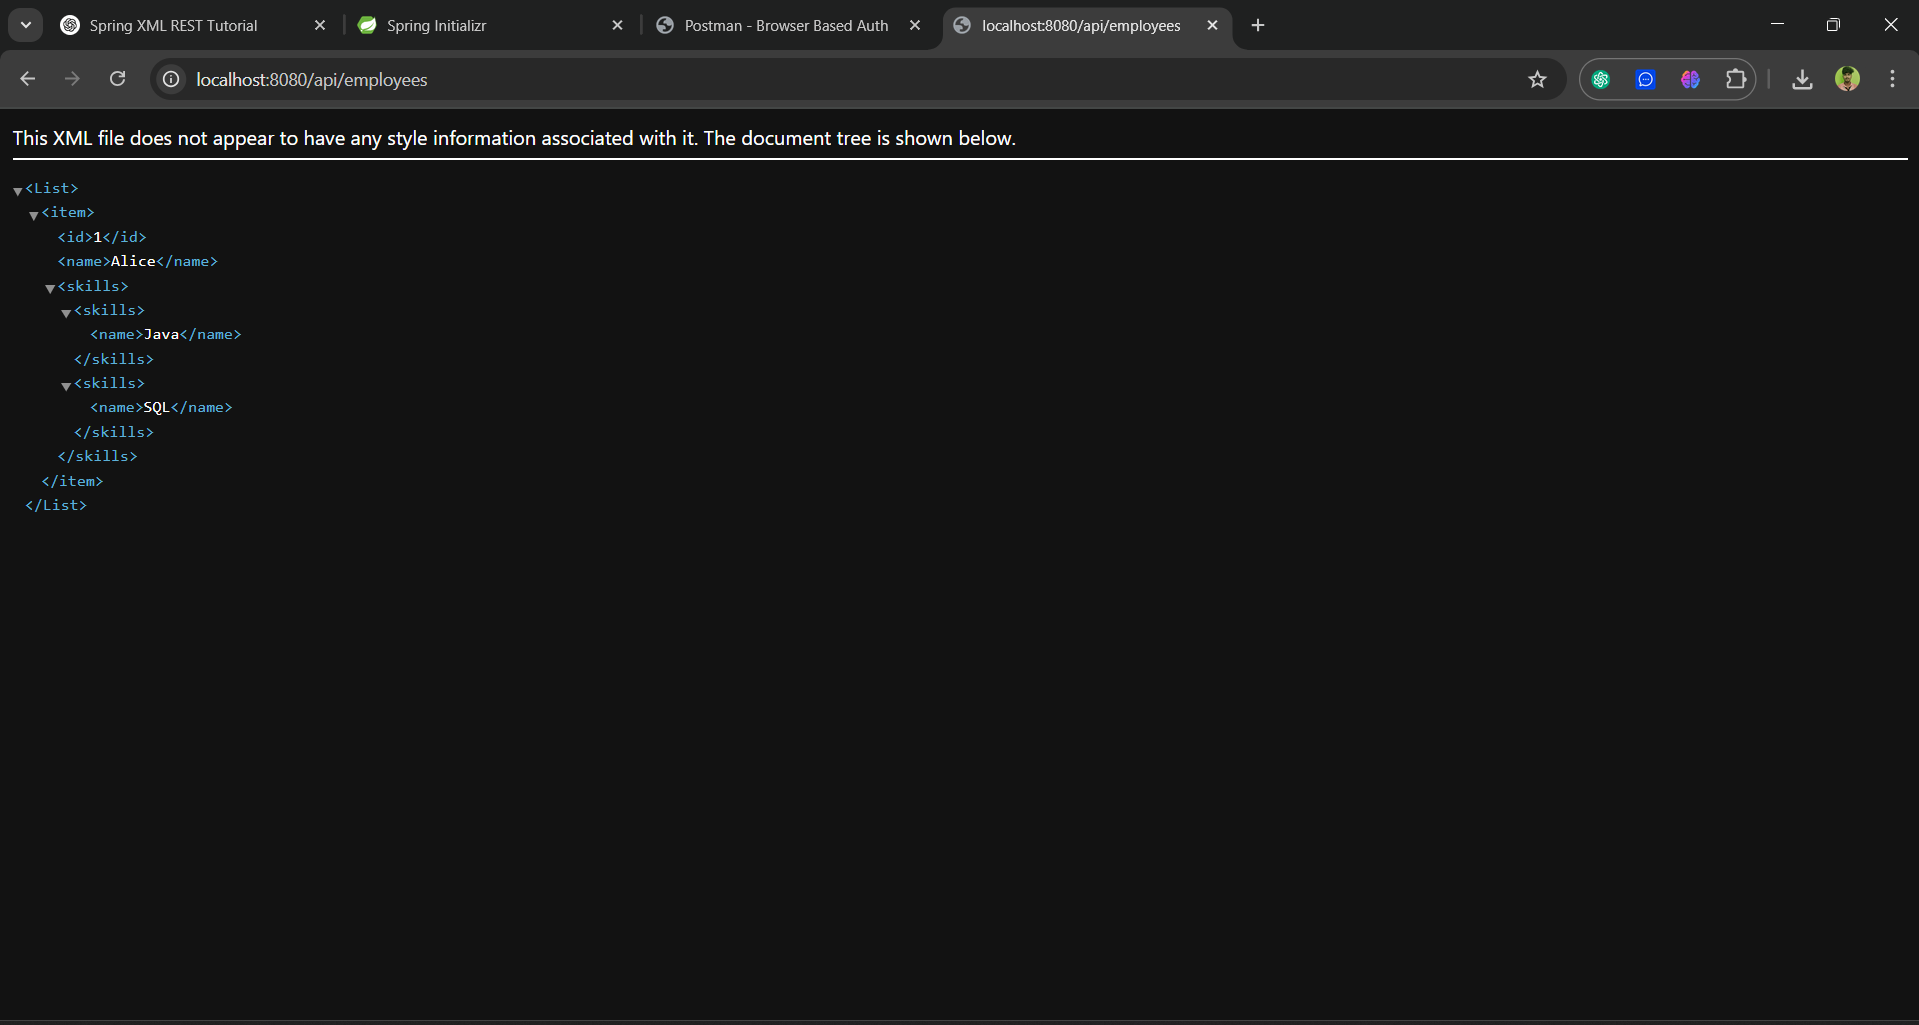 Spring XML REST Tutorial
Spring Initializr
Postman - Browser Based Auth
localhost:8080/api/employees
localhost:8080/api/employees
This XML file does not appear to have any style information associated with it. The document tree is shown below.
<List>
<item>
<id>1</id>
<name>Alice</name>
<skills>
<skills>
<name>Java</name>
</skills>
<skills>
<name>SQL</name>
</skills>
</skills>
</item>
</List>